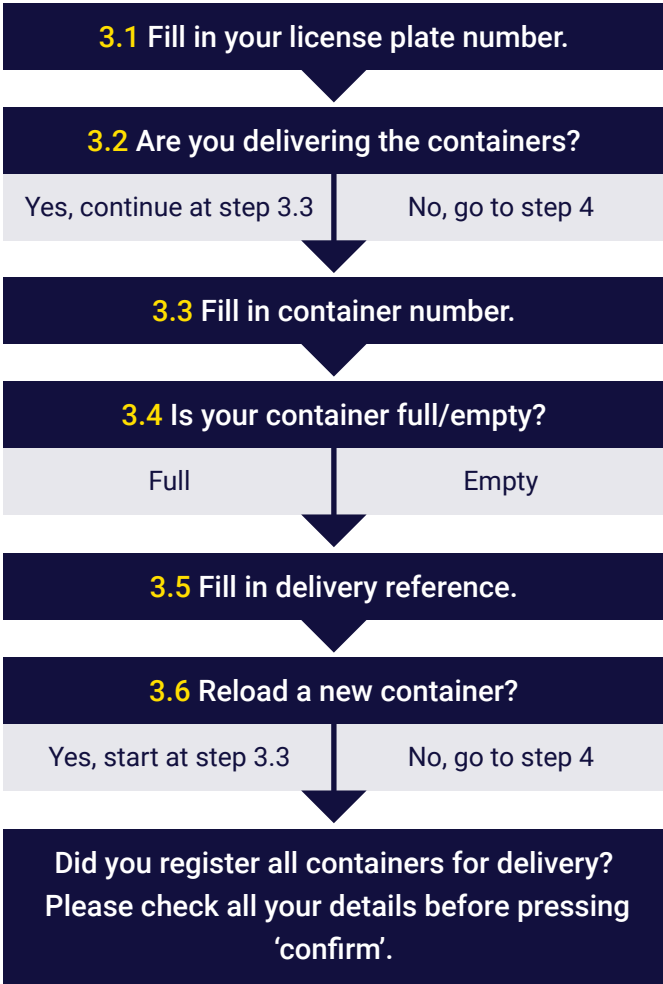 3.1 Fill in your license plate number.
3.2 Are you delivering the containers?
Yes, continue at step 3.3
No, go to step 4
3.3 Fill in container number.
3.4 Is your container full/empty?
Full
Empty
3.5 Fill in delivery reference.
3.6 Reload a new container?
Yes, start at step 3.3
No, go to step 4
Did you register all containers for delivery?
Please check all your details before pressing
‘confirm’.